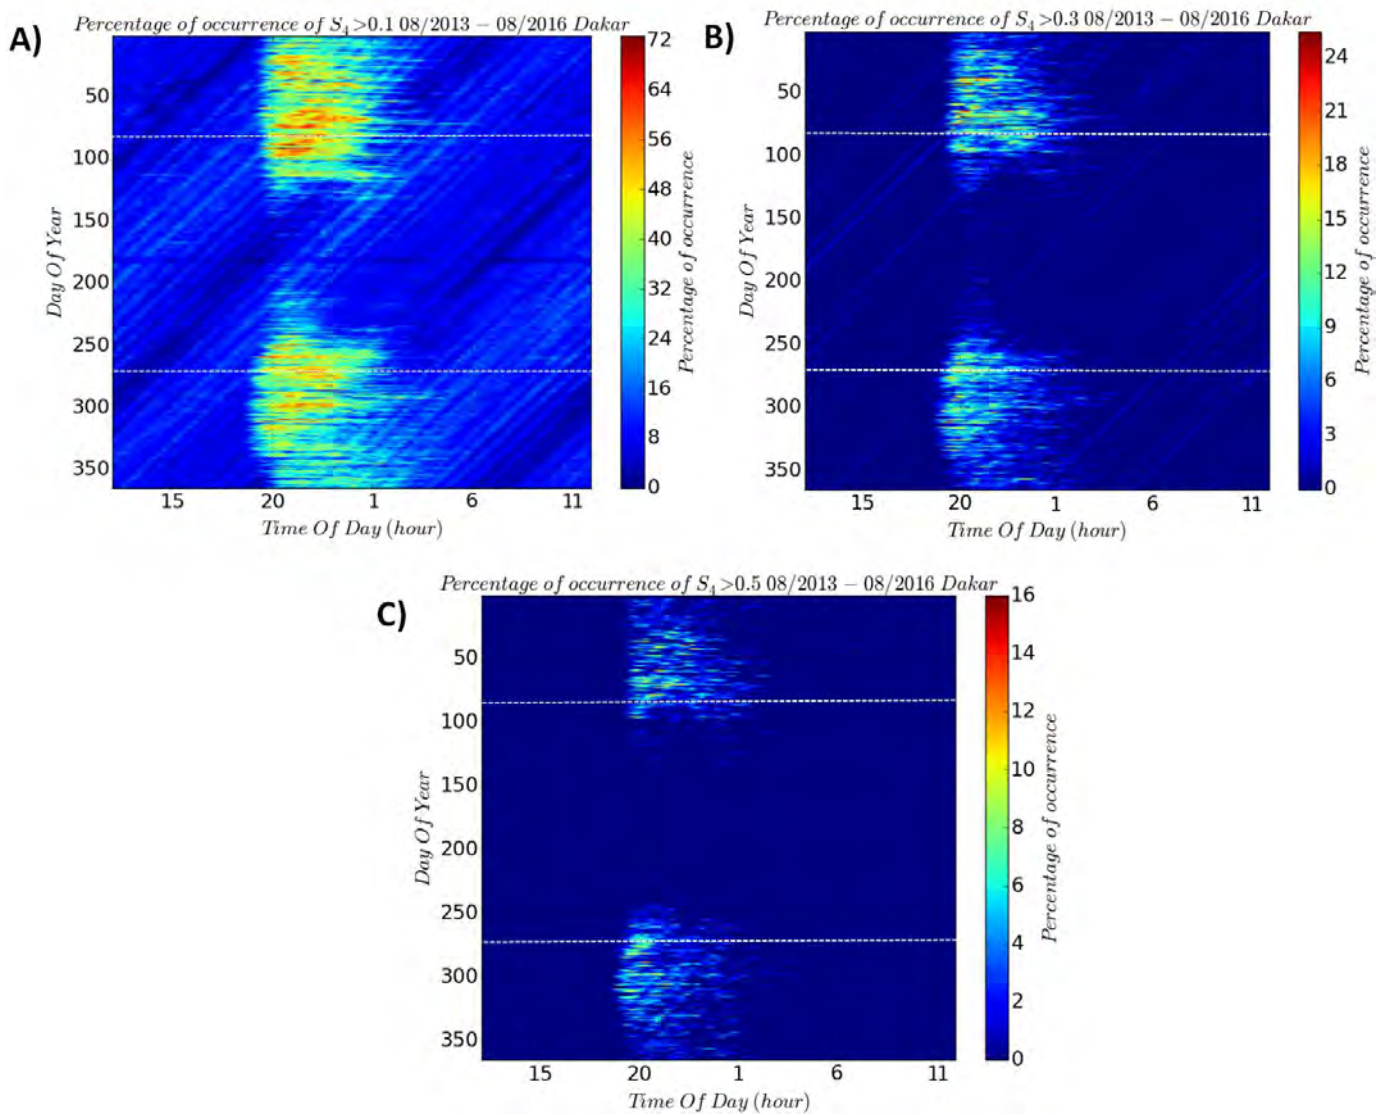 A)
Percentage of occurrence of S₄ >0.1 08/2013 − 08/2016 Dakar
72
64
56
48
40
32
24
16
8
0
Percentage of occurrence
50
100
150
200
250
300
350
Day Of Year
15 20 1 6 11
Time Of Day (hour)
B)
Percentage of occurrence of S₄ >0.3 08/2013 − 08/2016 Dakar
24
21
18
15
12
9
6
3
0
Percentage of occurrence
50
100
150
200
250
300
350
Day Of Year
15 20 1 6 11
Time Of Day (hour)
C)
Percentage of occurrence of S₄ >0.5 08/2013 − 08/2016 Dakar
16
14
12
10
8
6
4
2
0
Percentage of occurrence
50
100
150
200
250
300
350
Day Of Year
15 20 1 6 11
Time Of Day (hour)